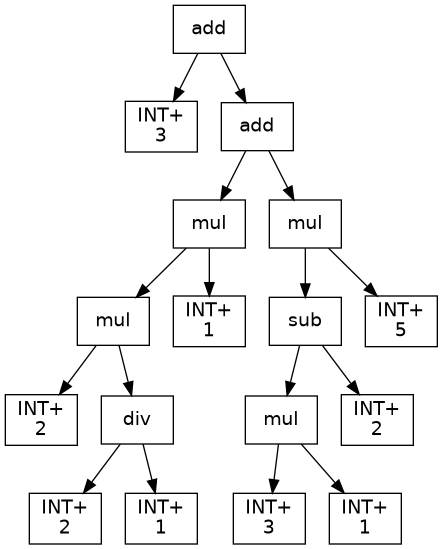 add
INT+
3
add
mul
mul
mul
INT+
1
sub
INT+
5
INT+
2
div
mul
INT+
2
INT+
2
INT+
1
INT+
3
INT+
1